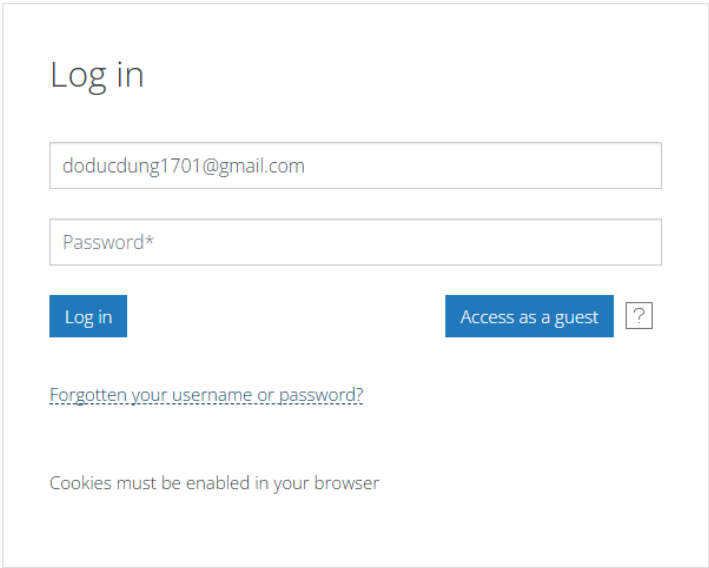 Log in
doducdung1701@gmail.com
Password*
Log in
Access as a guest
?
Forgotten your username or password?
Cookies must be enabled in your browser